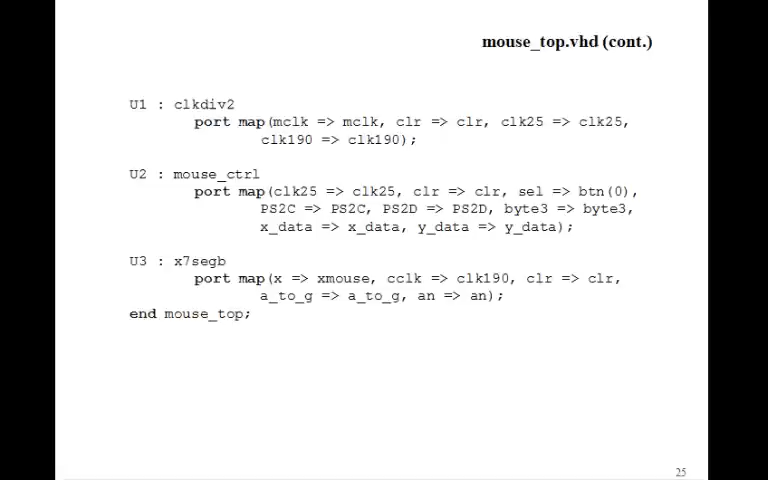 mouse_top.vhd (cont.)
U1 : clkdiv2
port map(mclk => mclk, clr => clr, clk25 => clk25,
clk190 => clk190);
U2 : mouse_ctrl
port map(clk25 => clk25, clr => clr, sel => btn(0),
PS2C => PS2C, PS2D => PS2D, byte3 => byte3,
x_data => x_data, y_data => y_data);
U3 : x7segb
port map(x => xmouse, cclk => clk190, clr => clr,
a_to_g => a_to_g, an => an);
end mouse_top;
25